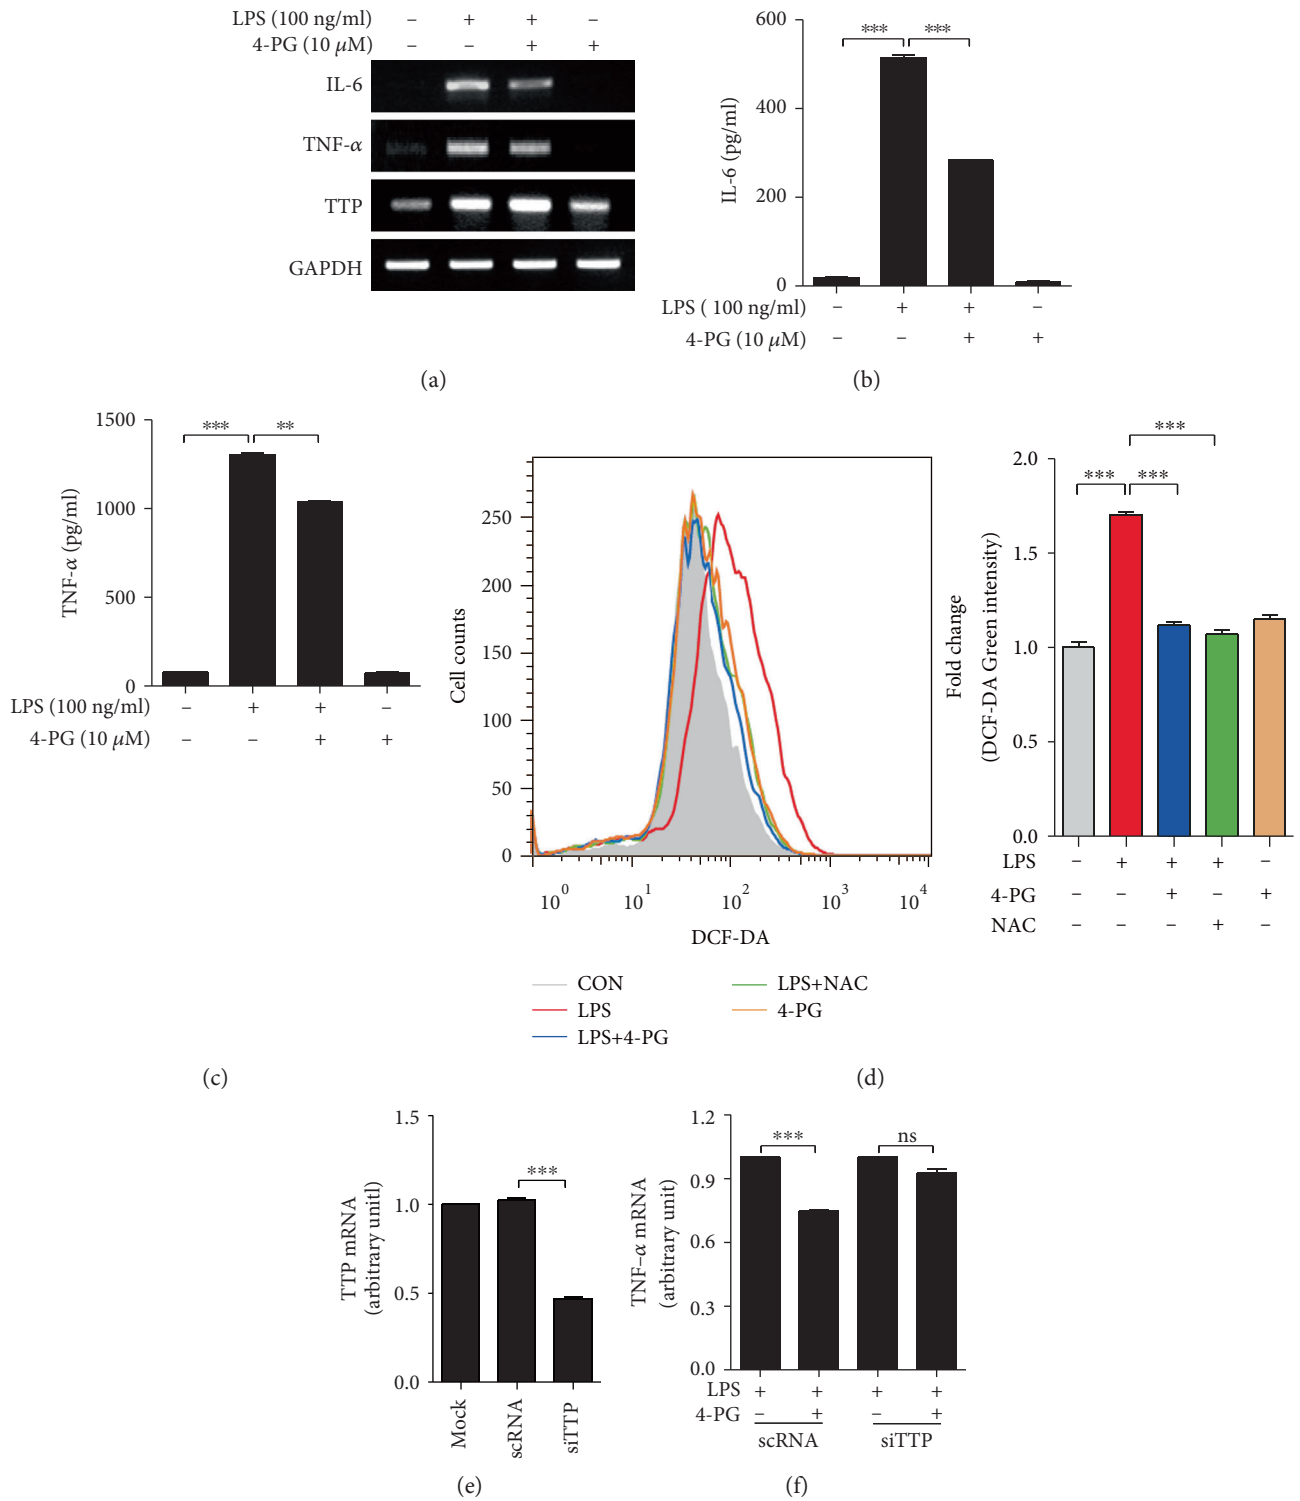 LPS (100 ng/ml) – + + –
4-PG (10 μM) – – + +
IL-6
TNF-α
TTP
GAPDH
(a)
600
400
200
0
IL-6 (pg/ml)
*** ***
LPS ( 100 ng/ml) – + + –
4-PG (10 μM) – – + +
(b)
1500
1000
500
0
TNF-α (pg/ml)
*** **
LPS (100 ng/ml) – + + –
4-PG (10 μM) – – + +
(c)
250
200
150
100
50
0
Cell counts
10^0 10^1 10^2 10^3 10^4
DCF-DA
CON
LPS
LPS+4-PG
LPS+NAC
4-PG
2.0
1.5
1.0
0.5
0.0
Fold change
(DCF-DA Green intensity)
***
*** ***
LPS – + + + –
4-PG – – + – +
NAC – – – + –
(d)
1.5
1.0
0.5
0.0
TTP mRNA
(arbitrary unitl)
***
Mock
scRNA
siTTP
(e)
1.2
0.9
0.6
0.3
0.0
TNF–α mRNA
(arbitrary unit)
*** ns
LPS + + + +
4-PG – + – +
scRNA siTTP
(f)